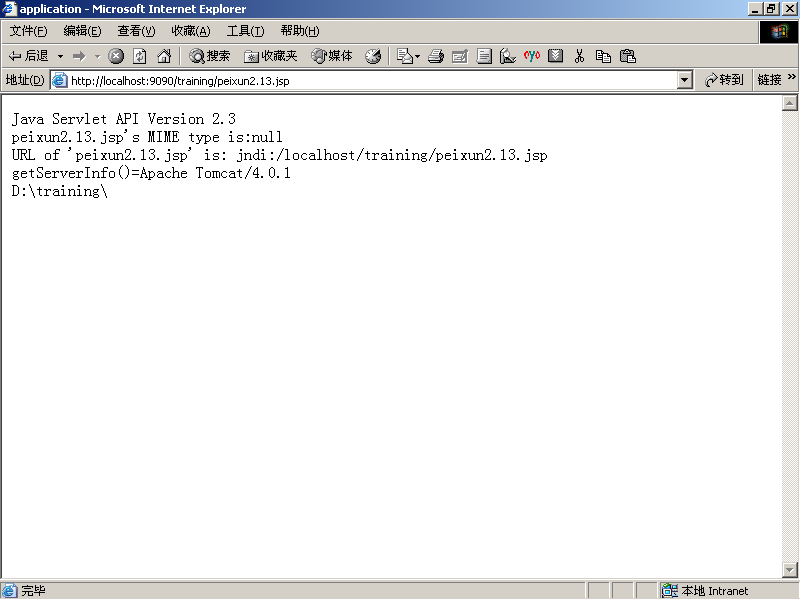 application - Microsoft Internet Explorer
文件(F) 编辑(E) 查看(V) 收藏(A) 工具(T) 帮助(H)
后退 搜索 收藏夹 媒体
地址(D) http://localhost:9090/training/peixun2.13.jsp 转到 链接 »
Java Servlet API Version 2.3
peixun2.13.jsp's MIME type is:null
URL of 'peixun2.13.jsp' is: jndi:/localhost/training/peixun2.13.jsp
getServerInfo()=Apache Tomcat/4.0.1
D:\training\
完毕 本地 Intranet